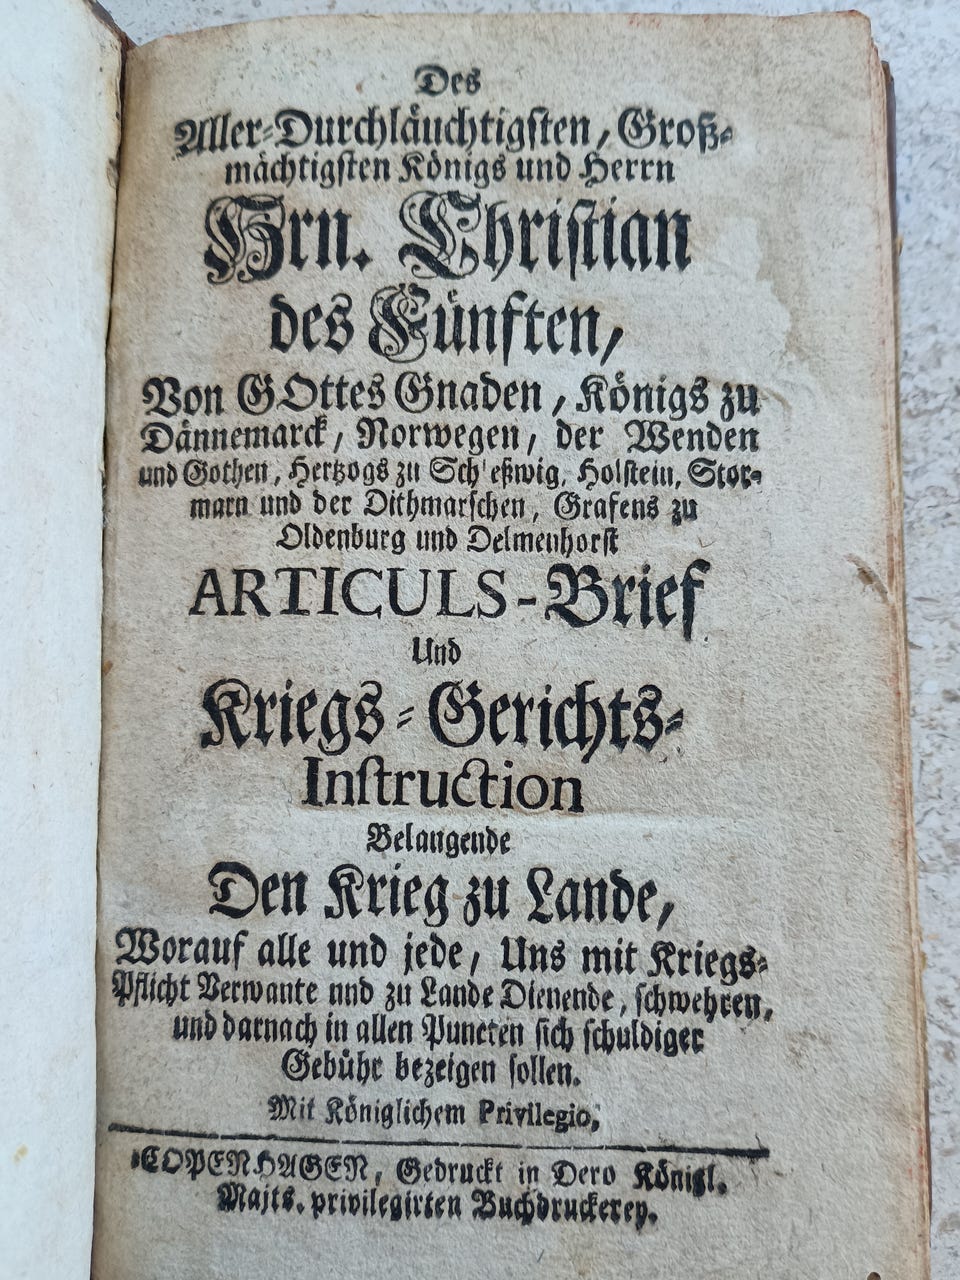 Des
Aller-Durchläuchtigsten, Groß-
mächtigsten Königs und Herrn
Hrn. Christian
des Fünften,
Von GOttes Gnaden, Königs zu
Dännemarck, Norwegen, der Wenden
und Gothen, Hertzogs zu Sch eßwig, Holstein, Stor-
marn und der Dithmarschen, Grafens zu
Oldenburg und Delmenhorst
ARTICULS-Brief
Und
Kriegs-Gerichts-
Instruction
Belangende
Den Krieg zu Lande,
Worauf alle und jede, Uns mit Kriegs-
Pflicht Verwante nnd zu Lande Dienende, schwehren,
und darnach in allen Puncten sich schuldiger
Gebühr bezeigen sollen.
Mit Königlichem Privilegio,
COPENHAGEN, Gedruckt in Dero Königl.
Majts. privilegirten Buchdruckerey.